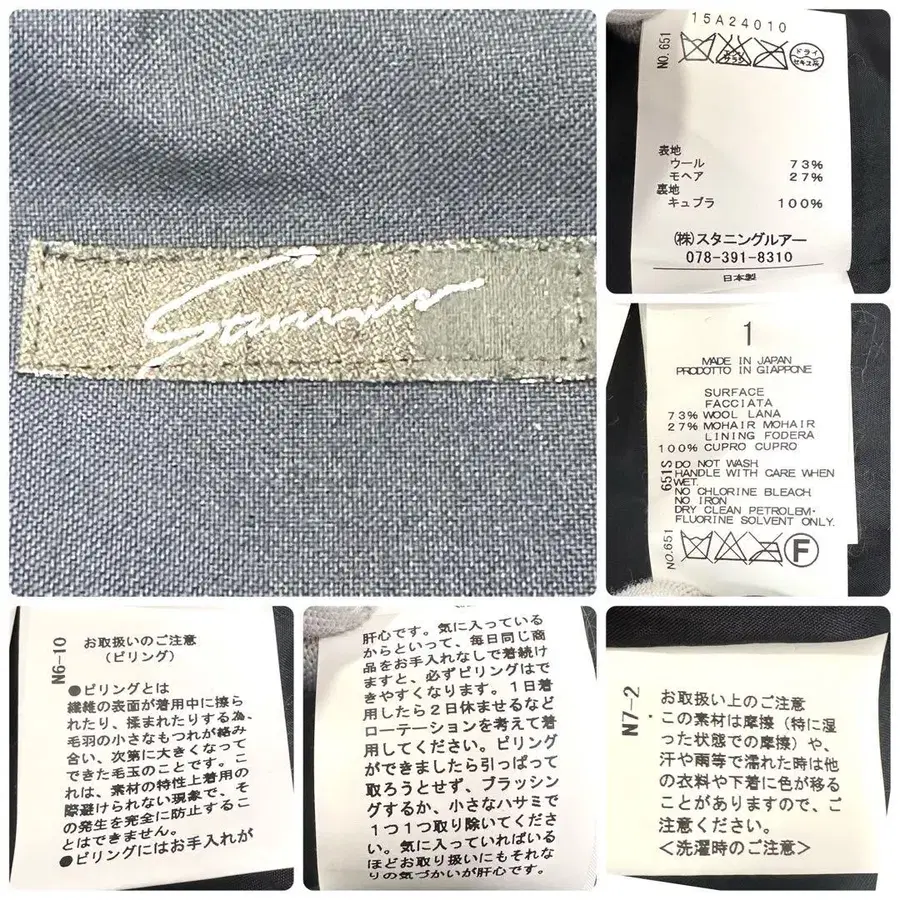 Stunning
15A24010
NO.651
ドライ
セキユ系
表地
ウール 73%
モヘア 27%
裏地
キュプラ 100%
(株)スタニングルアー
078-391-8310
日本製
1
MADE IN JAPAN
PRODOTTO IN GIAPPONE
SURFACE
FACCIATA
73% WOOL LANA
27% MOHAIR MOHAIR
LINING FODERA
100% CUPRO CUPRO
651S
DO NOT WASH
HANDLE WITH CARE WHEN
WET.
NO CHLORINE BLEACH
NO IRON
DRY CLEAN PETROLEM・
FLUORINE SOLVENT ONLY.
NO.651
F
N6-10
お取扱いのご注意
(ピリング)
●ピリングとは
繊維の表面が着用中に擦ら
れたり、揉まれたりする為、
毛羽の小さなもつれが絡み
合い、次第に大きくなって
できた毛玉のことです。こ
れは、素材の特性上着用の
際避けられない現象で、そ
の発生を完全に防止するこ
とはできません。
●ピリングにはお手入れが
肝心です。気に入っている
からといって、毎日同じ商
品をお手入れなしで着続け
ますと、必ずピリングはで
きやすくなります。1日着
用したら2日休ませるなど
ローテーションを考えて着
用してください。ピリング
ができましたら引っぱって
取ろうとせず、ブラッシン
グするか、小さなハサミで
1つ1つ取り除いてくださ
い。気に入っていればいる
ほどお取り扱いにもそれな
りの気づかいが肝心です。
N7-2
お取扱い上のご注意
この素材は摩擦(特に湿
った状態での摩擦)や、
汗や雨等で濡れた時は他
の衣料や下着に色が移る
ことがありますので、ご
注意ください。
<洗濯時のご注意>